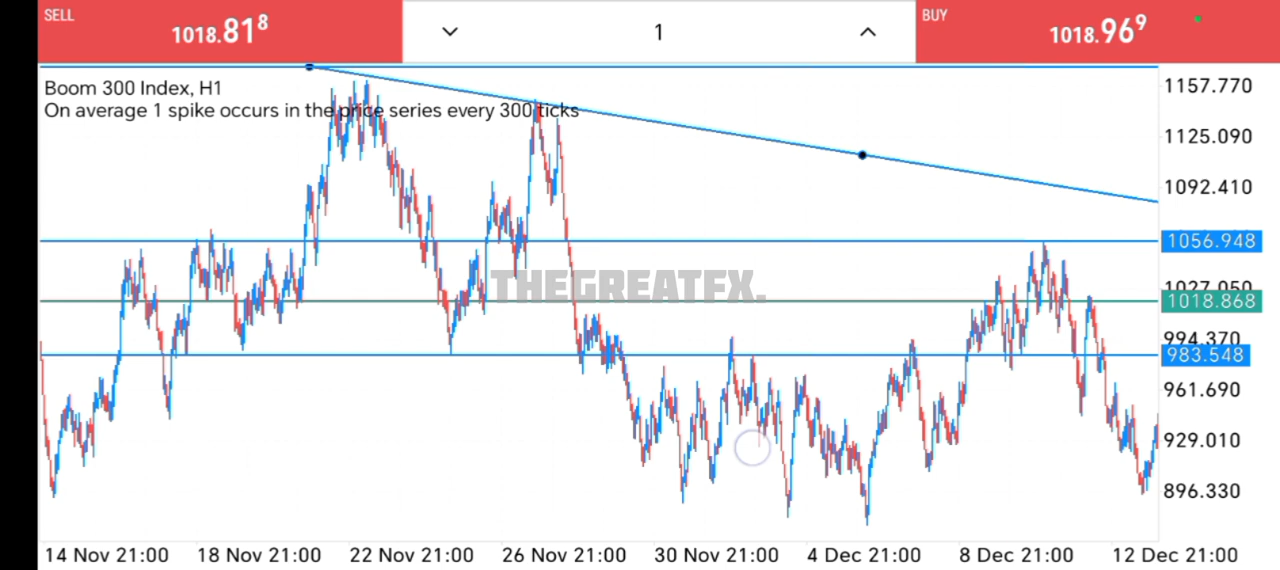 SELL
1018.81⁸
1
BUY
1018.96⁹
Boom 300 Index, H1
On average 1 spike occurs in the price series every 300 ticks
1157.770
1125.090
1092.410
1056.948
1027.050
1018.868
994.370
983.548
961.690
929.010
896.330
THEGREATFX.
14 Nov 21:00
18 Nov 21:00
22 Nov 21:00
26 Nov 21:00
30 Nov 21:00
4 Dec 21:00
8 Dec 21:00
12 Dec 21:00